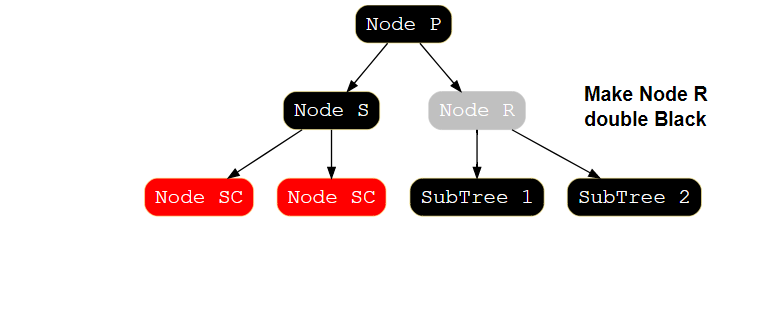 Node P
Node S
Node R
Make Node R
double Black
Node SC
Node SC
SubTree 1
SubTree 2